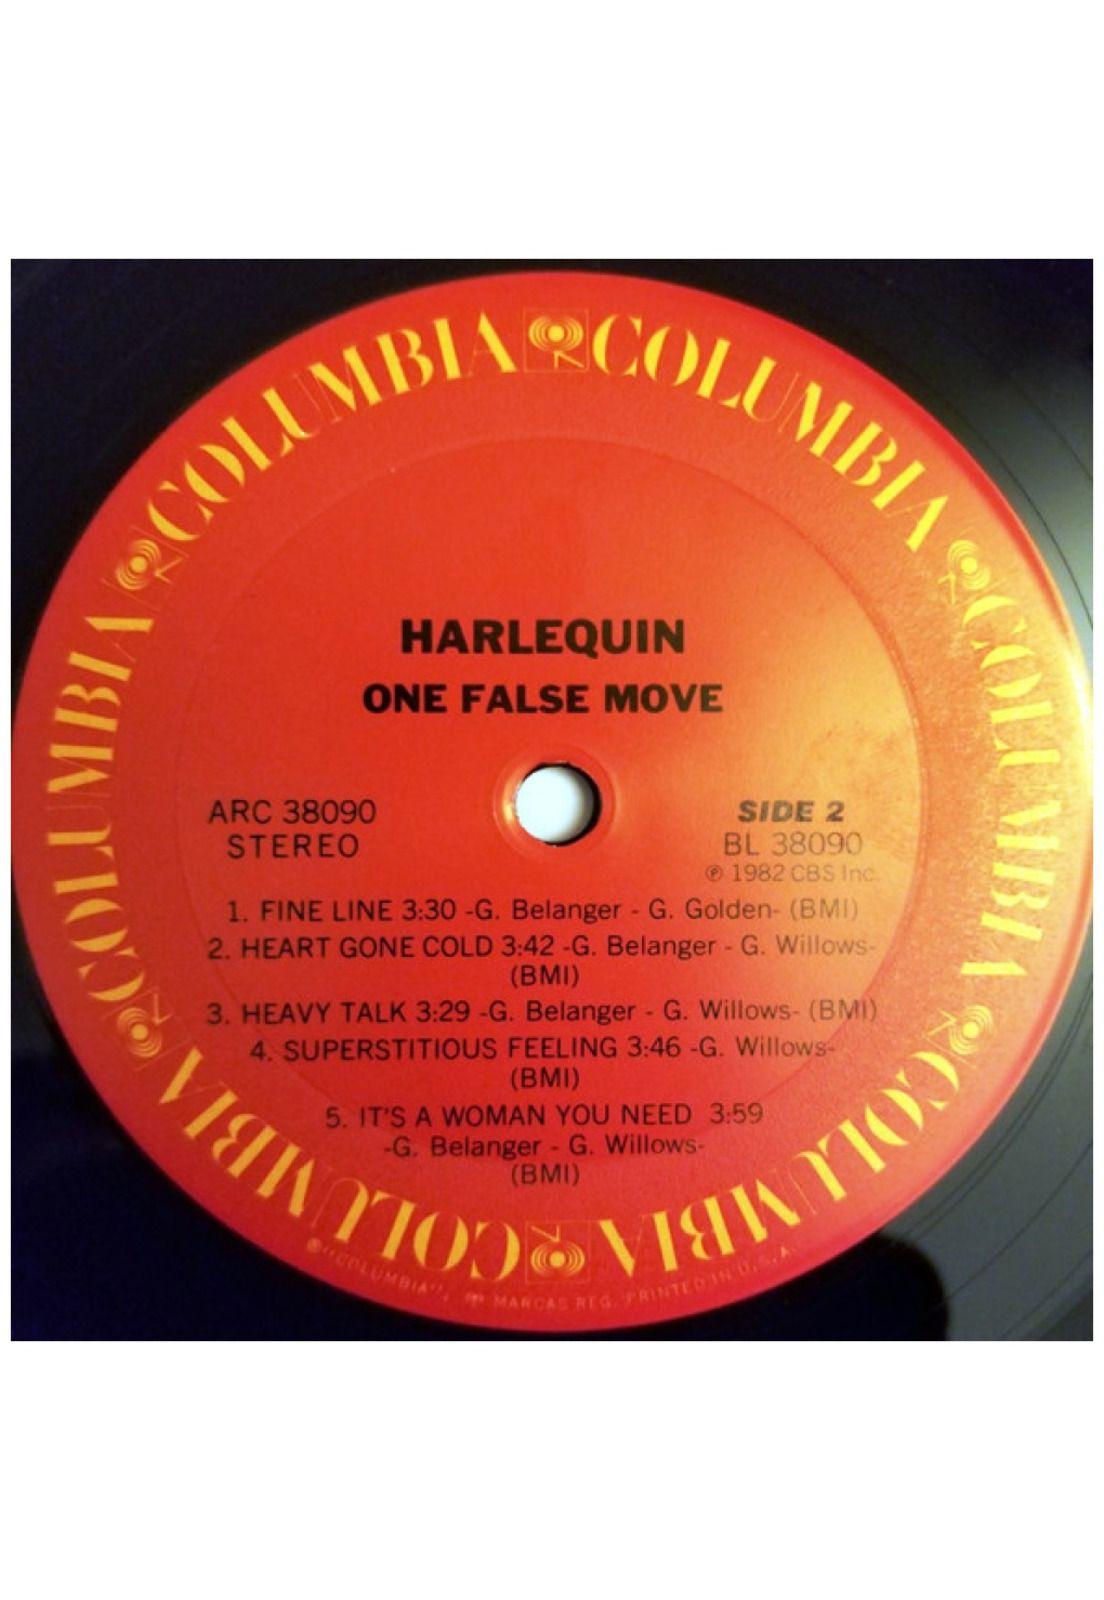 COLUMBIA COLUMBIA COLUMBIA COLUMBIA COLUMBIA COLUMBIA COLUMBIA COLUMBIA
HARLEQUIN
ONE FALSE MOVE
ARC 38090
STEREO
SIDE 2
BL 38090
℗ 1982 CBS Inc.
1. FINE LINE 3:30 -G. Belanger - G. Golden- (BMI)
2. HEART GONE COLD 3:42 -G. Belanger - G. Willows-
(BMI)
3. HEAVY TALK 3:29 -G. Belanger - G. Willows- (BMI)
4. SUPERSTITIOUS FEELING 3:46 -G. Willows-
(BMI)
5. IT'S A WOMAN YOU NEED 3:59
-G. Belanger - G. Willows-
(BMI)
® "COLUMBIA", MARCAS REG. PRINTED IN U.S.A.